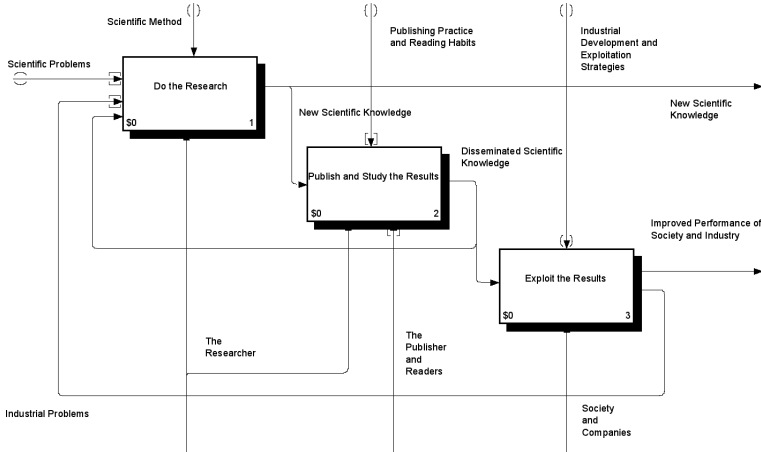 Scientific Method
Publishing Practice
and Reading Habits
Industrial
Development and
Exploitation
Strategies
Scientific Problems
Do the Research
$0 1
New Scientific Knowledge
New Scientific
Knowledge
Disseminated Scientific
Knowledge
Publish and Study the Results
$0 2
Improved Performance of
Society and Industry
Exploit the Results
$0 3
The
Researcher
The
Publisher
and
Readers
Industrial Problems
Society
and
Companies